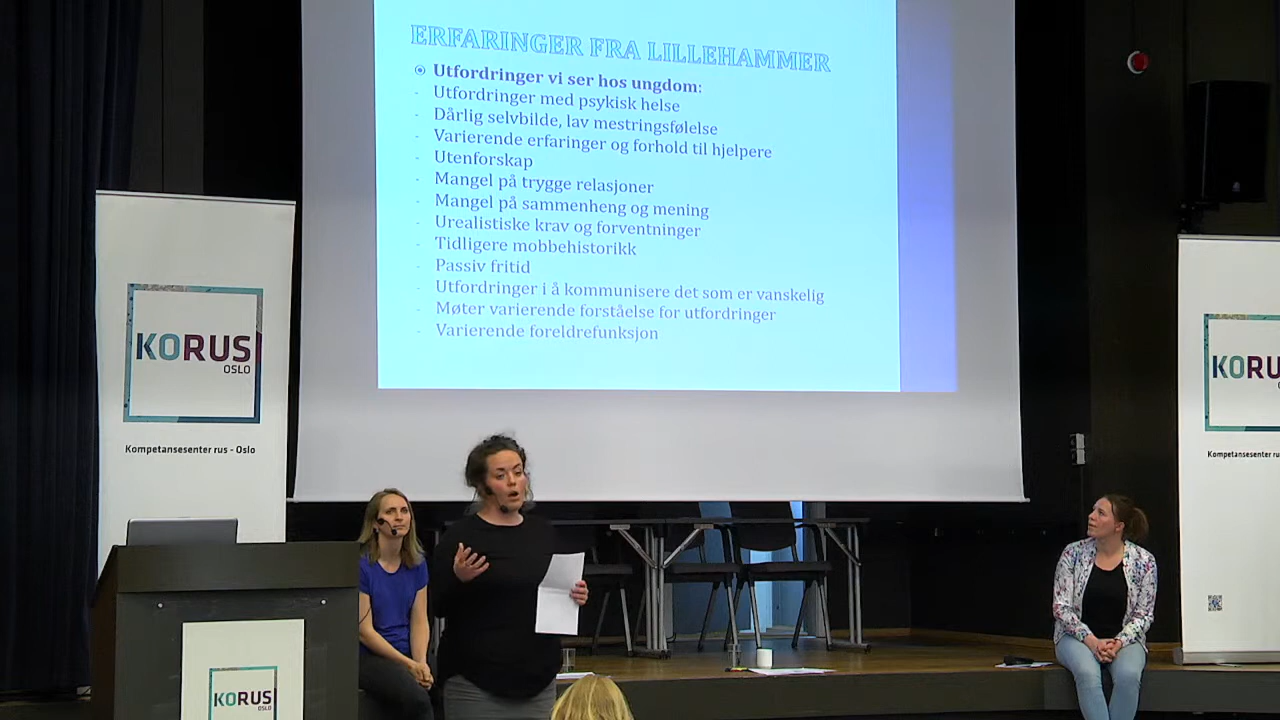 ERFARINGER FRA LILLEHAMMER
Utfordringer vi ser hos ungdom:
- Utfordringer med psykisk helse
- Dårlig selvbilde, lav mestringsfølelse
- Varierende erfaringer og forhold til hjelpere
- Utenforskap
- Mangel på trygge relasjoner
- Mangel på sammenheng og mening
- Urealistiske krav og forventninger
- Tidligere mobbehistorikk
- Passiv fritid
- Utfordringer i å kommunisere det som er vanskelig
- Møter varierende forståelse for utfordringer
- Varierende foreldrefunksjon
KORUS
OSLO
Kompetansesenter rus - Oslo
KORUS
OSLO
KORU
Kompetansesenter ru